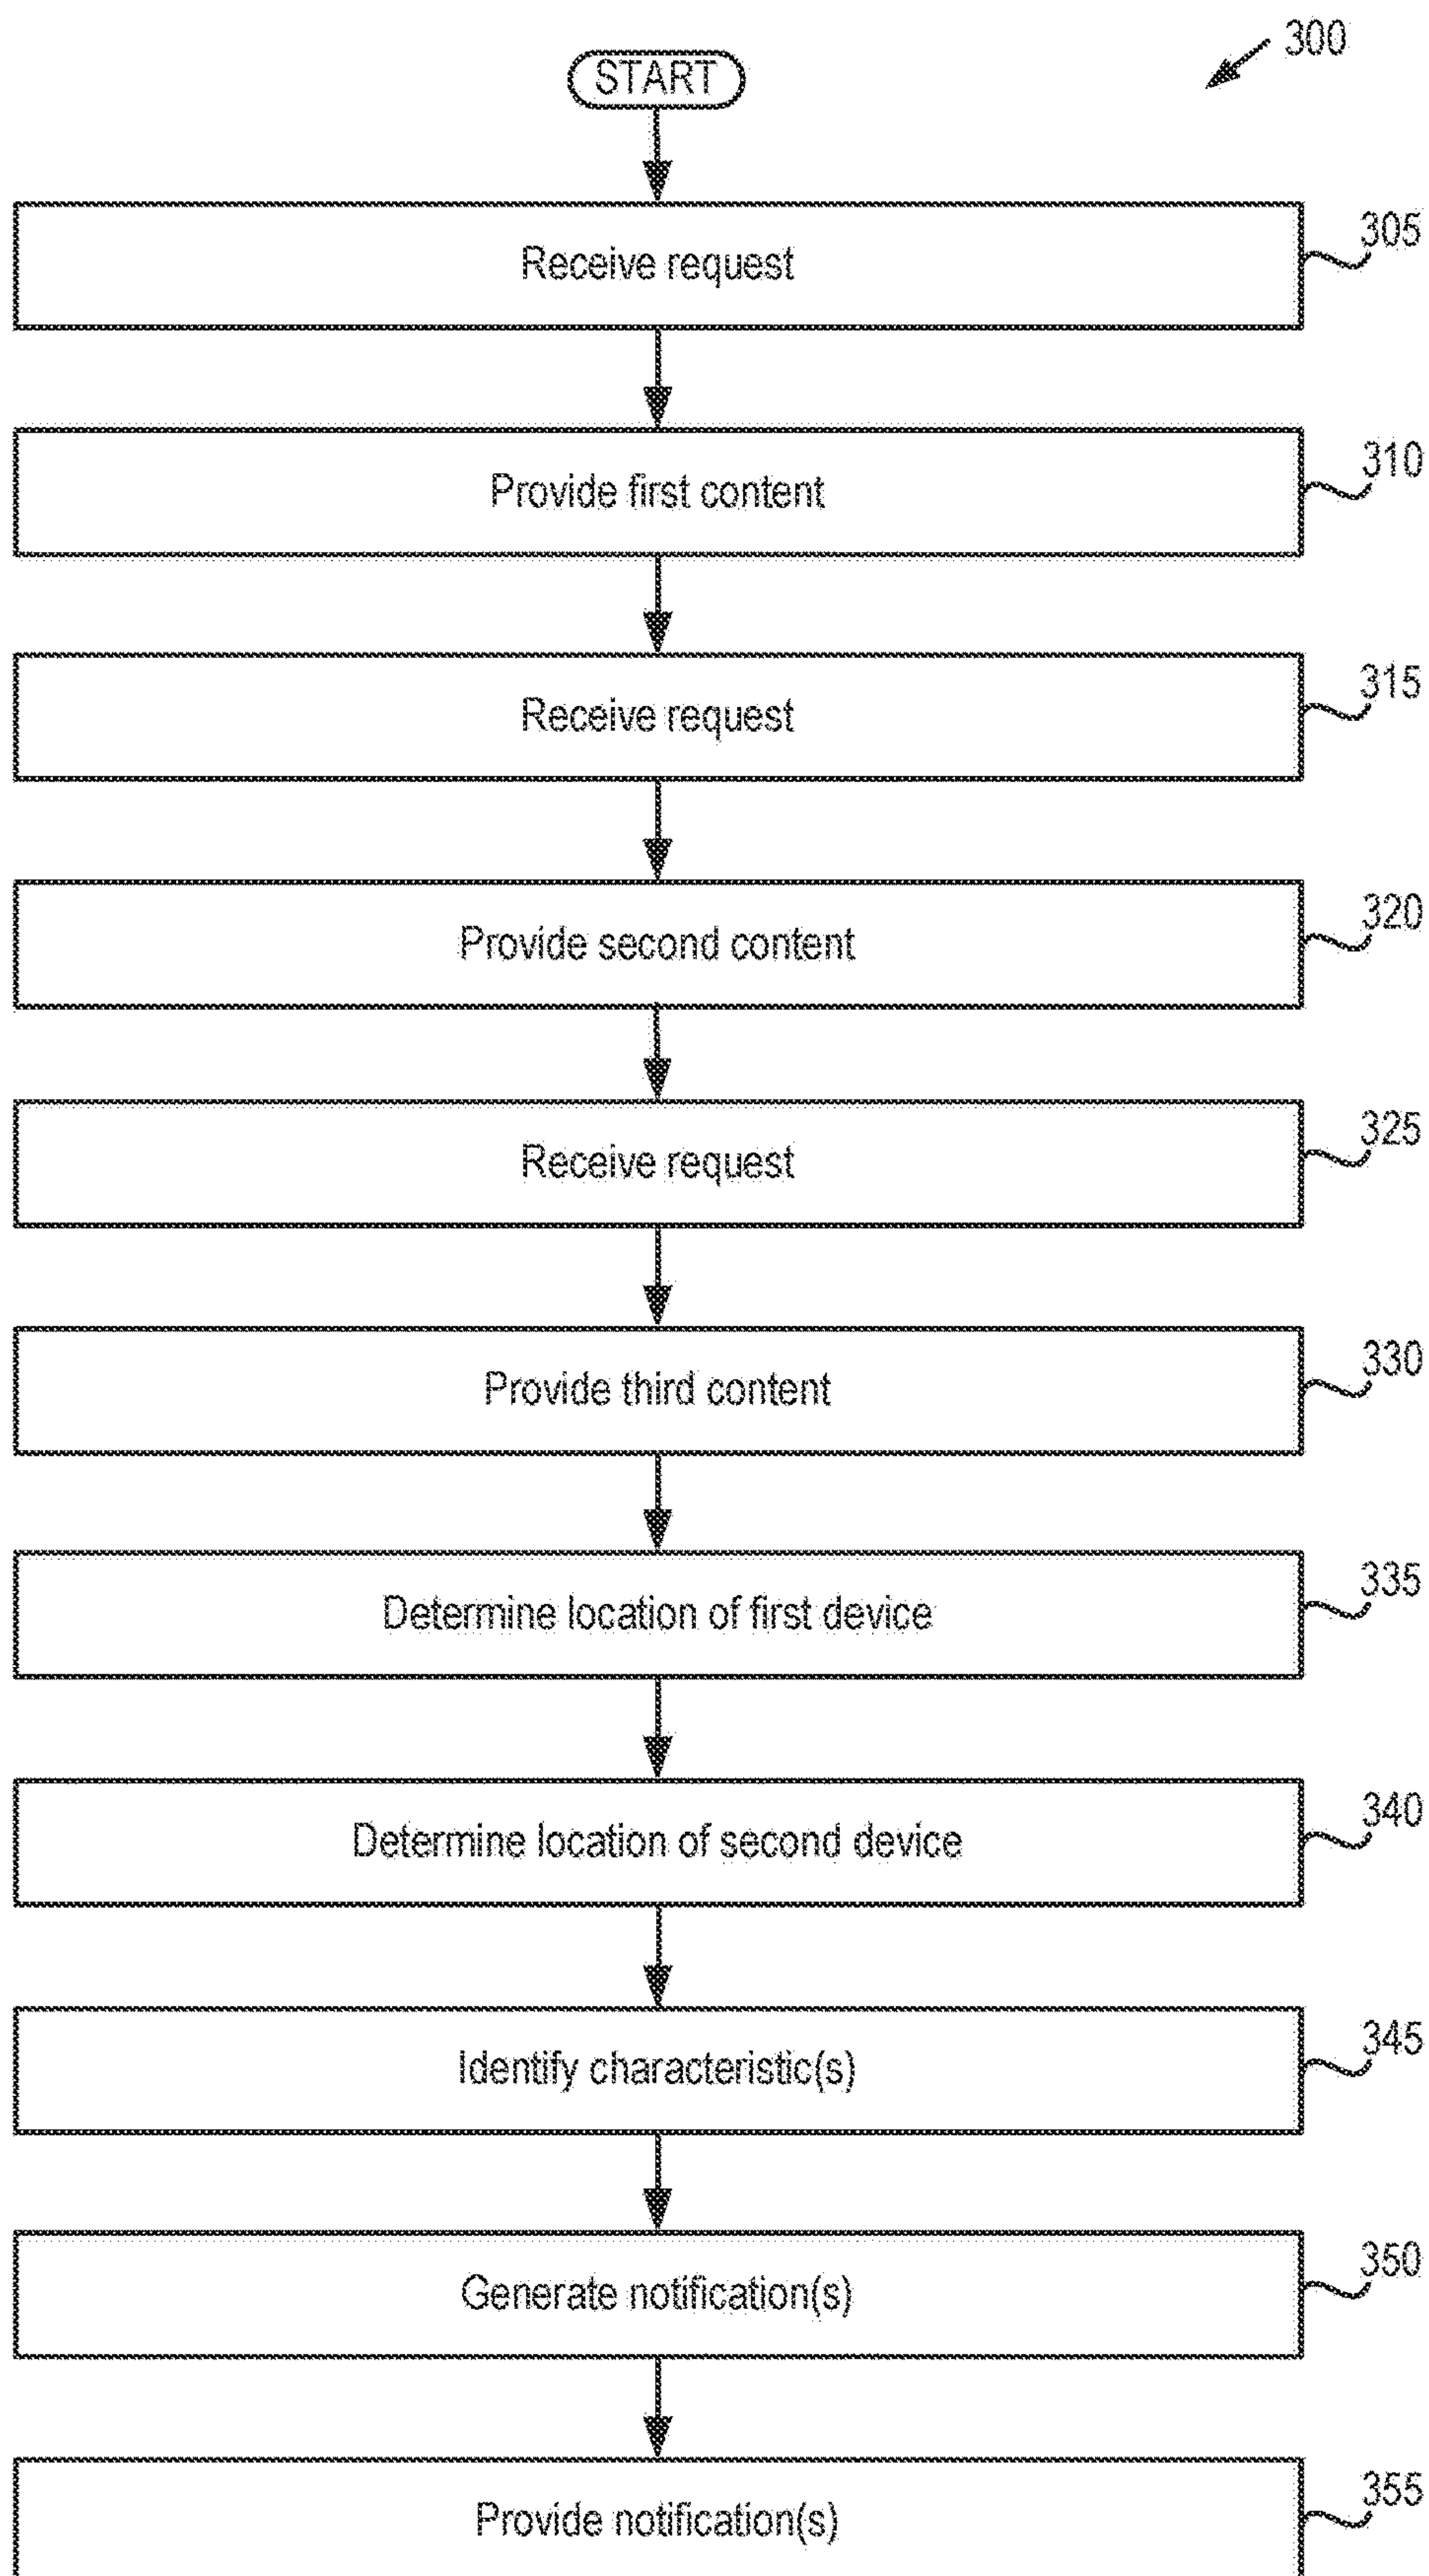 300
START
Receive request
305
Provide first content
310
Receive request
315
Provide second content
320
Receive request
325
Provide third content
330
Determine location of first device
335
Determine location of second device
340
Identify characteristic(s)
345
Generate notification(s)
350
Provide notification(s)
355